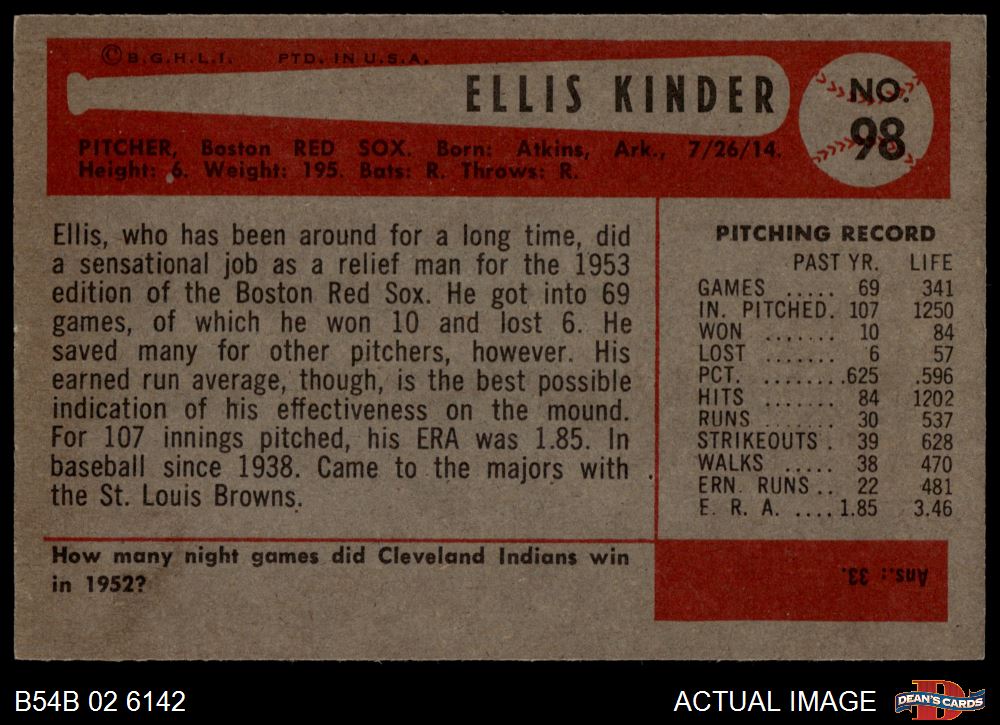 © B.G.H.L.I. PTD. IN U.S.A.
ELLIS KINDER
NO.
98
PITCHER, Boston RED SOX. Born: Atkins, Ark., 7/26/14.
Height: 6. Weight: 195. Bats: R. Throws: R.
Ellis, who has been around for a long time, did
a sensational job as a relief man for the 1953
edition of the Boston Red Sox. He got into 69
games, of which he won 10 and lost 6. He
saved many for other pitchers, however. His
earned run average, though, is the best possible
indication of his effectiveness on the mound.
For 107 innings pitched, his ERA was 1.85. In
baseball since 1938. Came to the majors with
the St. Louis Browns.
PITCHING RECORD
PAST YR. LIFE
GAMES ..... 69 341
IN. PITCHED. 107 1250
WON ....... 10 84
LOST ....... 6 57
PCT. ........ .625 .596
HITS ....... 84 1202
RUNS ....... 30 537
STRIKEOUTS . 39 628
WALKS ..... 38 470
ERN. RUNS .. 22 481
E. R. A. .... 1.85 3.46
How many night games did Cleveland Indians win
in 1952?
Ans.: 33.
B54B 02 6142
ACTUAL IMAGE
D
DEAN'S CARDS